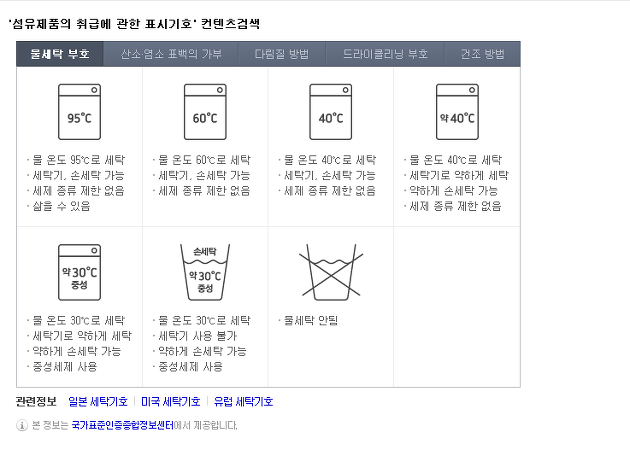 '섬유제품의 취급에 관한 표시기호' 컨텐츠검색
물세탁 부호 산소·염소 표백의 가부 다림질 방법 드라이클리닝 부호 건조 방법
95℃ 60℃ 40℃ 약 40℃
· 물 온도 95℃로 세탁
· 세탁기, 손세탁 가능
· 세제 종류 제한 없음
· 삶을 수 있음
· 물 온도 60℃로 세탁
· 세탁기, 손세탁 가능
· 세제 종류 제한 없음
· 물 온도 40℃로 세탁
· 세탁기, 손세탁 가능
· 세제 종류 제한 없음
· 물 온도 40℃로 세탁
· 세탁기로 약하게 세탁
· 약하게 손세탁 가능
· 세제 종류 제한 없음
약 30℃
중성
손세탁
약 30℃
중성
· 물 온도 30℃로 세탁
· 세탁기로 약하게 세탁
· 약하게 손세탁 가능
· 중성세제 사용
· 물 온도 30℃로 세탁
· 세탁기 사용 불가
· 약하게 손세탁 가능
· 중성세제 사용
· 물세탁 안됨
관련정보 일본 세탁기호 미국 세탁기호 유럽 세탁기호
본 정보는 국가표준인증종합정보센터에서 제공합니다.